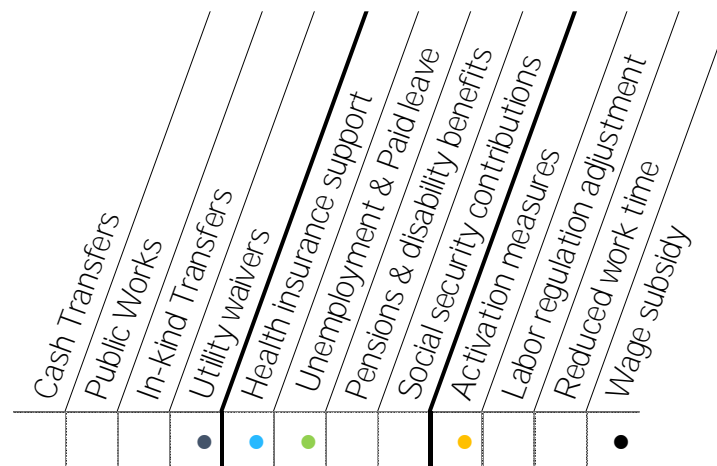 Cash Transfers
Public Works
In-Kind Transfers
Utility waivers
Health insurance support
Unemployment & Paid leave
Pensions & disability benefits
Social security contributions
Activation measures
Labor regulation adjustment
Reduced work time
Wage subsidy